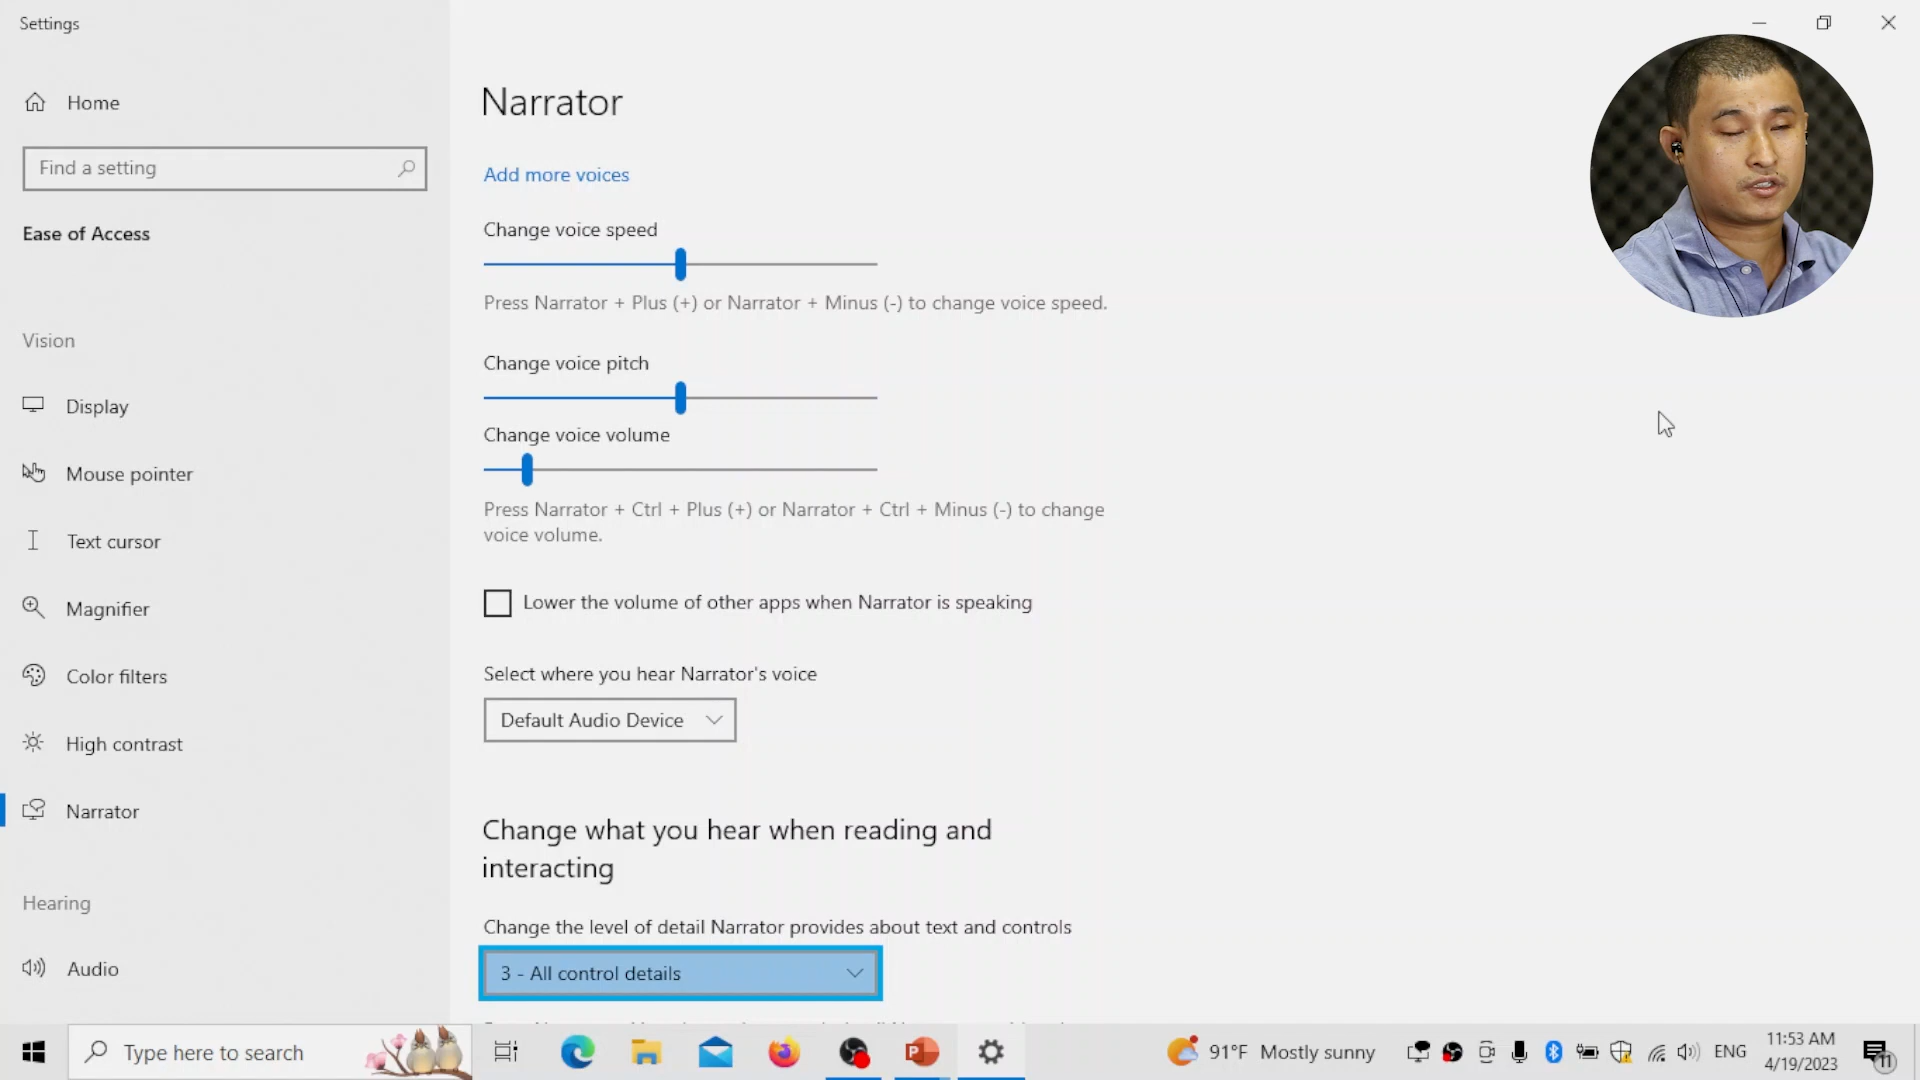 Settings
Home
Find a setting
Ease of Access
Vision
Display
Mouse pointer
Text cursor
Magnifier
Color filters
High contrast
Narrator
Hearing
Audio
Narrator
Add more voices
Change voice speed
Press Narrator + Plus (+) or Narrator + Minus (-) to change voice speed.
Change voice pitch
Change voice volume
Press Narrator + Ctrl + Plus (+) or Narrator + Ctrl + Minus (-) to change
voice volume.
Lower the volume of other apps when Narrator is speaking
Select where you hear Narrator's voice
Default Audio Device
Change what you hear when reading and
interacting
Change the level of detail Narrator provides about text and controls
3 - All control details
Type here to search
91°F Mostly sunny
ENG
11:53 AM
4/19/2023
11